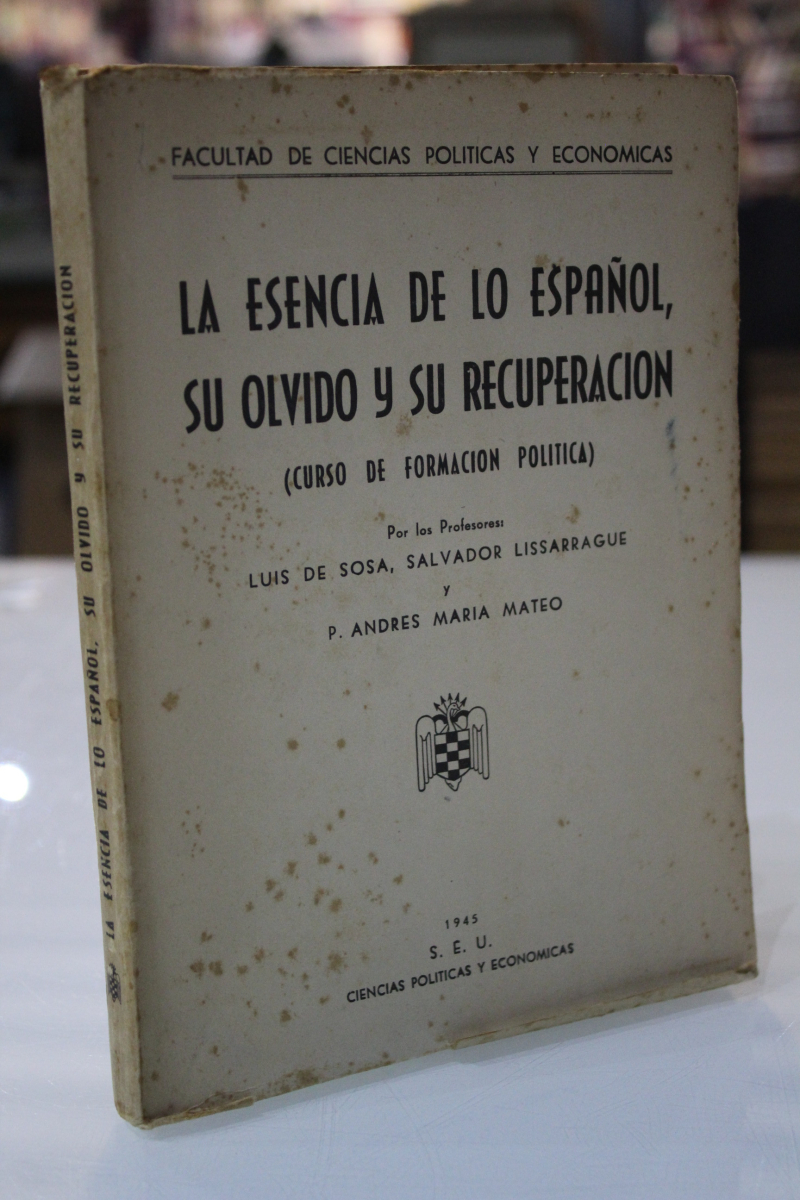 FACULTAD DE CIENCIAS POLITICAS Y ECONOMICAS
LA ESENCIA DE LO ESPAÑOL,
SU OLVIDO Y SU RECUPERACION
(CURSO DE FORMACION POLITICA)
Por los Profesores:
LUIS DE SOSA, SALVADOR LISSARRAGUE
y
P. ANDRES MARIA MATEO
1945
S. E. U.
CIENCIAS POLITICAS Y ECONOMICAS
LA ESENCIA DE LO ESPAÑOL, SU OLVIDO Y SU RECUPERACION